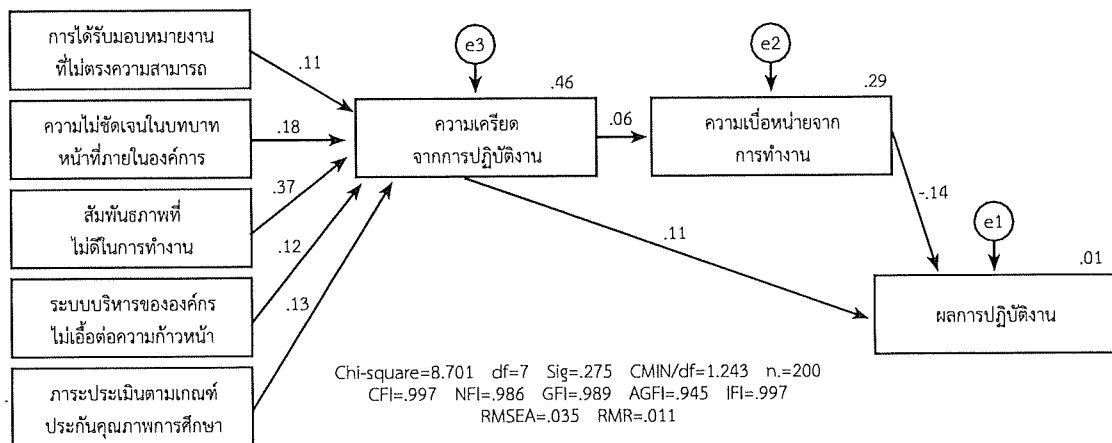 การได้รับมอบหมายงาน
ที่ไม่ตรงความสามารถ
ความไม่ชัดเจนในบทบาท
หน้าที่ภายในองค์การ
สัมพันธภาพที่
ไม่ดีในการทำงาน
ระบบบริหารขององค์กร
ไม่เอื้อต่อความก้าวหน้า
ภาระประเมินตามเกณฑ์
ประกันคุณภาพการศึกษา
.11
.18
.37
.12
.13
e3
.46
ความเครียด
จากการปฏิบัติงาน
.06
e2
.29
ความเบื่อหน่ายจาก
การทำงาน
-.14
.11
e1
.01
ผลการปฏิบัติงาน
Chi-square=8.701 df=7 Sig=.275 CMIN/df=1.243 n.=200
CFI=.997 NFI=.986 GFI=.989 AGFI=.945 IFI=.997
RMSEA=.035 RMR=.011